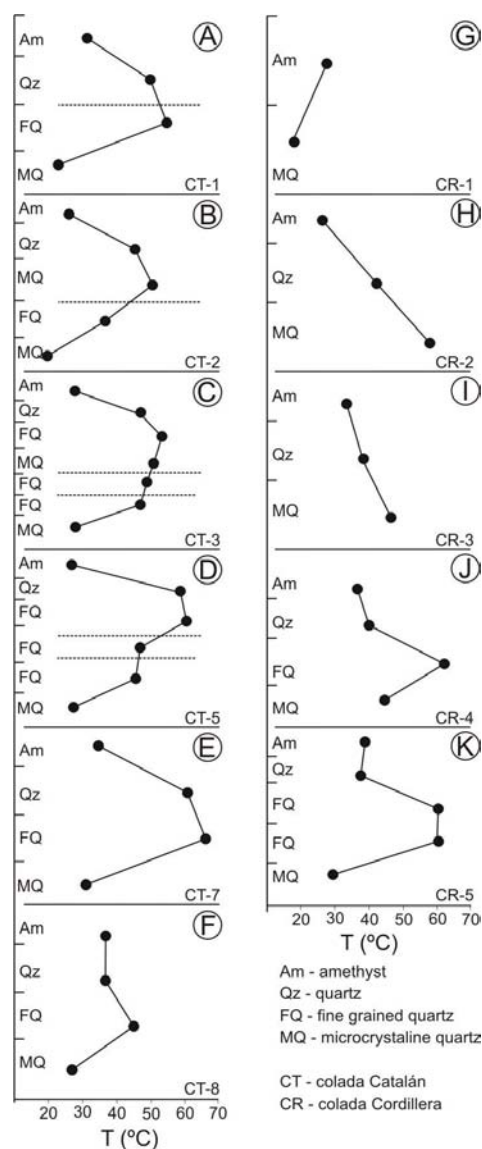 A
Am
Qz
FQ
MQ
CT-1
B
Am
Qz
MQ
FQ
MQ
CT-2
C
Am
Qz
FQ
MQ
FQ
FQ
MQ
CT-3
D
Am
Qz
FQ
FQ
FQ
MQ
CT-5
E
Am
Qz
FQ
MQ
CT-7
F
Am
Qz
FQ
MQ
CT-8
20 30 40 50 60 70
T (ºC)
G
Am
MQ
CR-1
H
Am
Qz
MQ
CR-2
I
Am
Qz
MQ
CR-3
J
Am
Qz
FQ
MQ
CR-4
K
Am
Qz
FQ
FQ
MQ
CR-5
20 30 40 50 60 70
T (ºC)
Am - amethyst
Qz - quartz
FQ - fine grained quartz
MQ - microcrystaline quartz
CT - colada Catalán
CR - colada Cordillera